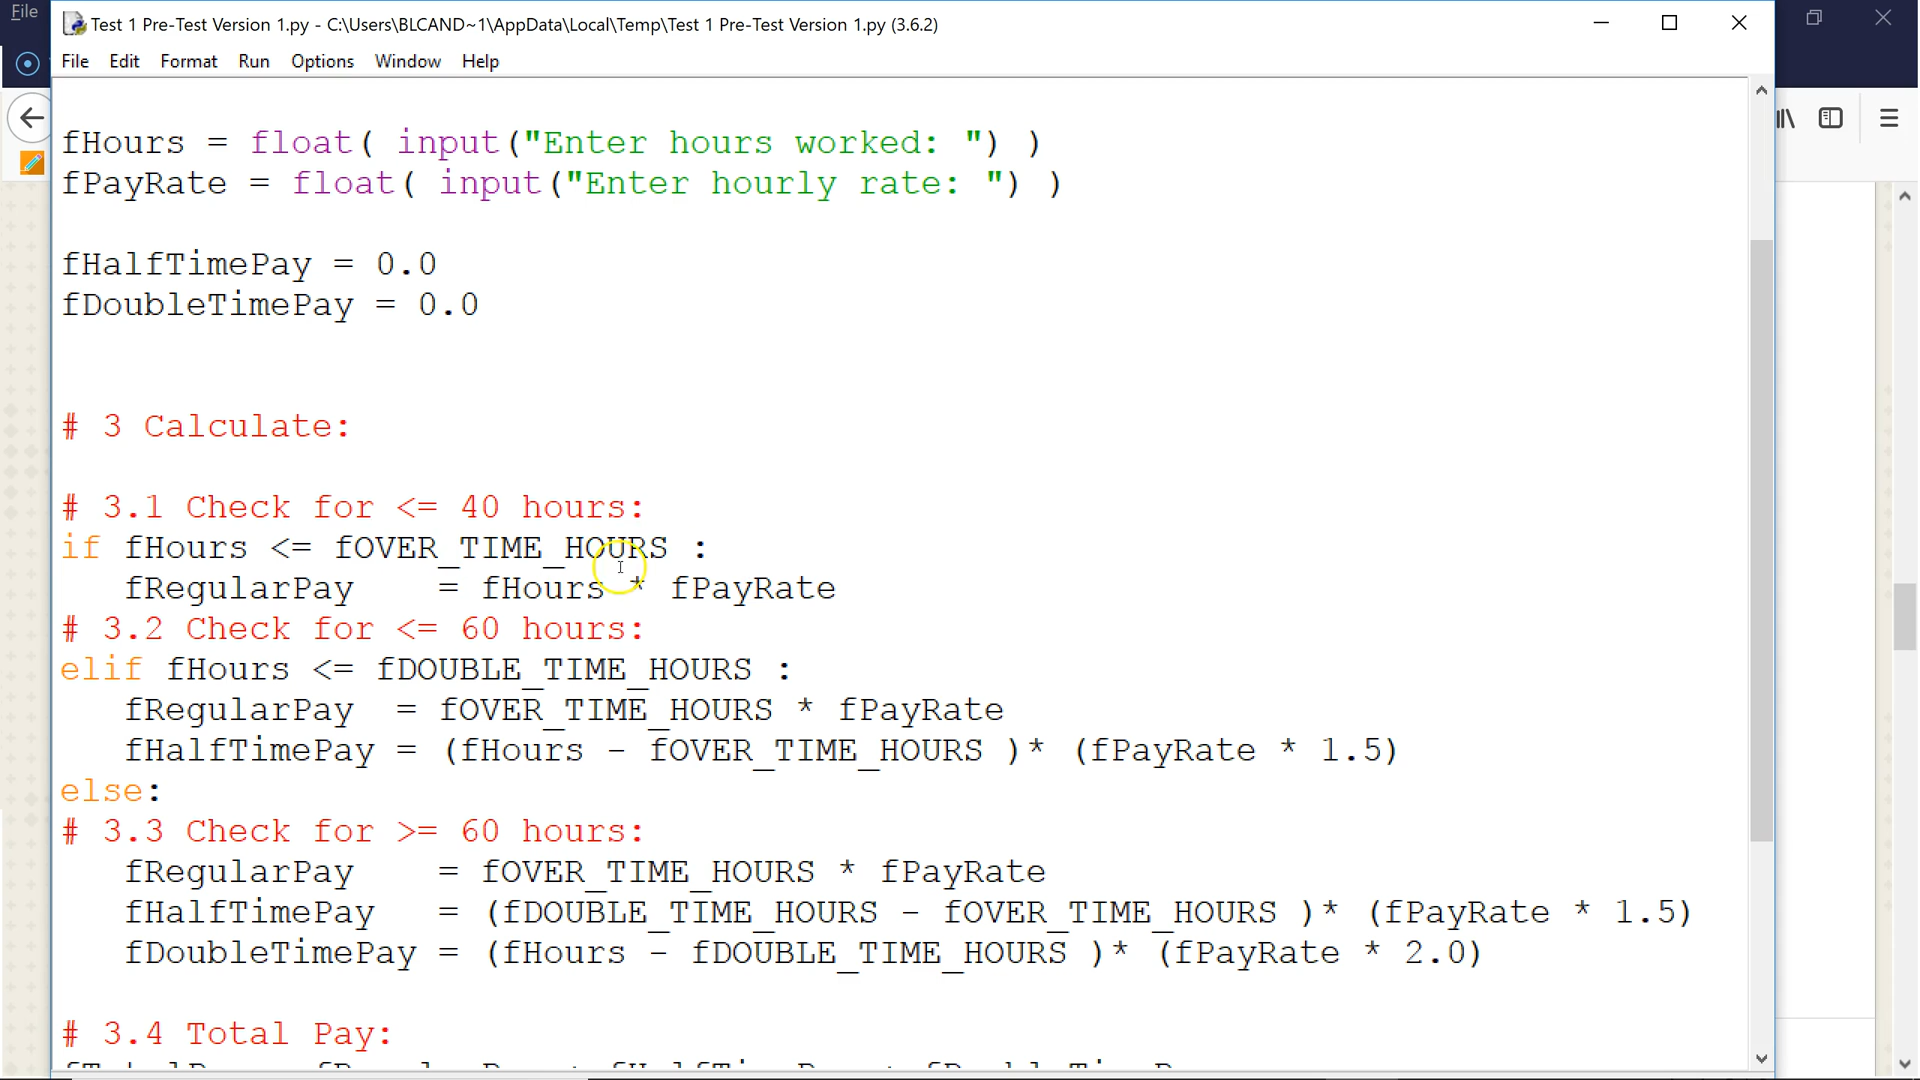 File
Test 1 Pre-Test Version 1.py - C:\Users\BLCAND~1\AppData\Local\Temp\Test 1 Pre-Test Version 1.py (3.6.2)
File Edit Format Run Options Window Help
fHours = float( input("Enter hours worked: ") )
fPayRate = float( input("Enter hourly rate: ") )
fHalfTimePay = 0.0
fDoubleTimePay = 0.0
# 3 Calculate:
# 3.1 Check for <= 40 hours:
if fHours <= fOVER_TIME_HOURS :
fRegularPay = fHours * fPayRate
# 3.2 Check for <= 60 hours:
elif fHours <= fDOUBLE_TIME_HOURS :
fRegularPay = fOVER_TIME_HOURS * fPayRate
fHalfTimePay = (fHours - fOVER_TIME_HOURS )* (fPayRate * 1.5)
else:
# 3.3 Check for >= 60 hours:
fRegularPay = fOVER_TIME_HOURS * fPayRate
fHalfTimePay = (fDOUBLE_TIME_HOURS - fOVER_TIME_HOURS )* (fPayRate * 1.5)
fDoubleTimePay = (fHours - fDOUBLE_TIME_HOURS )* (fPayRate * 2.0)
# 3.4 Total Pay: